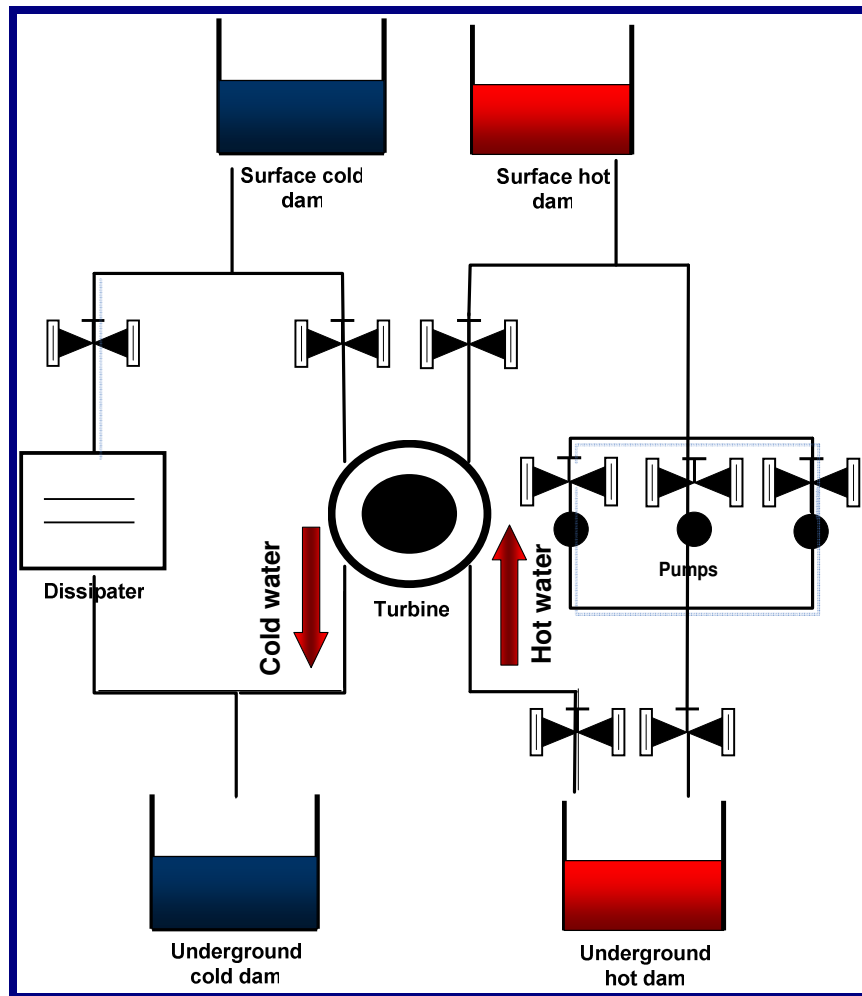 Surface cold
dam
Surface hot
dam
Dissipater
Cold water
Turbine
Hot water
Pumps
Underground
cold dam
Underground
hot dam